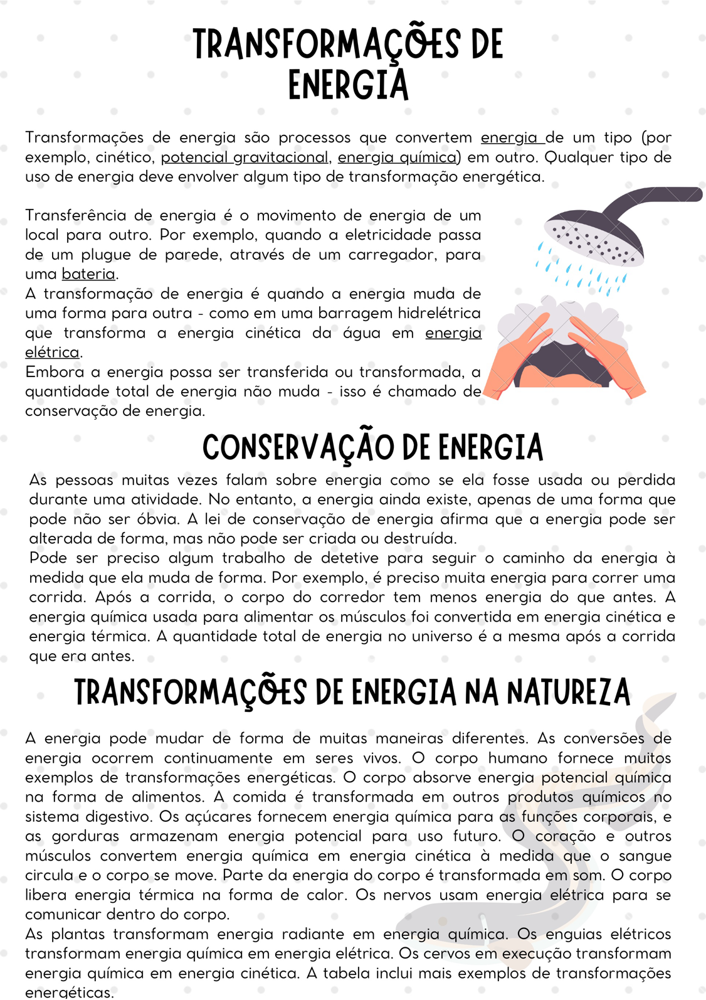 TRANSFORMAÇÕES DE
ENERGIA
Transformações de energia são processos que convertem energia de um tipo (por
exemplo, cinético, potencial gravitacional, energia química) em outro. Qualquer tipo de
uso de energia deve envolver algum tipo de transformação energética.
Transferência de energia é o movimento de energia de um
local para outro. Por exemplo, quando a eletricidade passa
de um plugue de parede, através de um carregador, para
uma bateria.
A transformação de energia é quando a energia muda de
uma forma para outra - como em uma barragem hidrelétrica
que transforma a energia cinética da água em energia
elétrica.
Embora a energia possa ser transferida ou transformada, a
quantidade total de energia não muda - isso é chamado de
conservação de energia.
CONSERVAÇÃO DE ENERGIA
As pessoas muitas vezes falam sobre energia como se ela fosse usada ou perdida
durante uma atividade. No entanto, a energia ainda existe, apenas de uma forma que
pode não ser óbvia. A lei de conservação de energia afirma que a energia pode ser
alterada de forma, mas não pode ser criada ou destruída.
Pode ser preciso algum trabalho de detetive para seguir o caminho da energia à
medida que ela muda de forma. Por exemplo, é preciso muita energia para correr uma
corrida. Após a corrida, o corpo do corredor tem menos energia do que antes. A
energia química usada para alimentar os músculos foi convertida em energia cinética e
energia térmica. A quantidade total de energia no universo é a mesma após a corrida
que era antes.
TRANSFORMAÇÕES DE ENERGIA NA NATUREZA
A energia pode mudar de forma de muitas maneiras diferentes. As conversões de
energia ocorrem continuamente em seres vivos. O corpo humano fornece muitos
exemplos de transformações energéticas. O corpo absorve energia potencial química
na forma de alimentos. A comida é transformada em outros produtos químicos no
sistema digestivo. Os açúcares fornecem energia química para as funções corporais, e
as gorduras armazenam energia potencial para uso futuro. O coração e outros
músculos convertem energia química em energia cinética à medida que o sangue
circula e o corpo se move. Parte da energia do corpo é transformada em som. O corpo
libera energia térmica na forma de calor. Os nervos usam energia elétrica para se
comunicar dentro do corpo.
As plantas transformam energia radiante em energia química. Os enguias elétricos
transformam energia química em energia elétrica. Os cervos em execução transformam
energia química em energia cinética. A tabela inclui mais exemplos de transformações
energéticas.